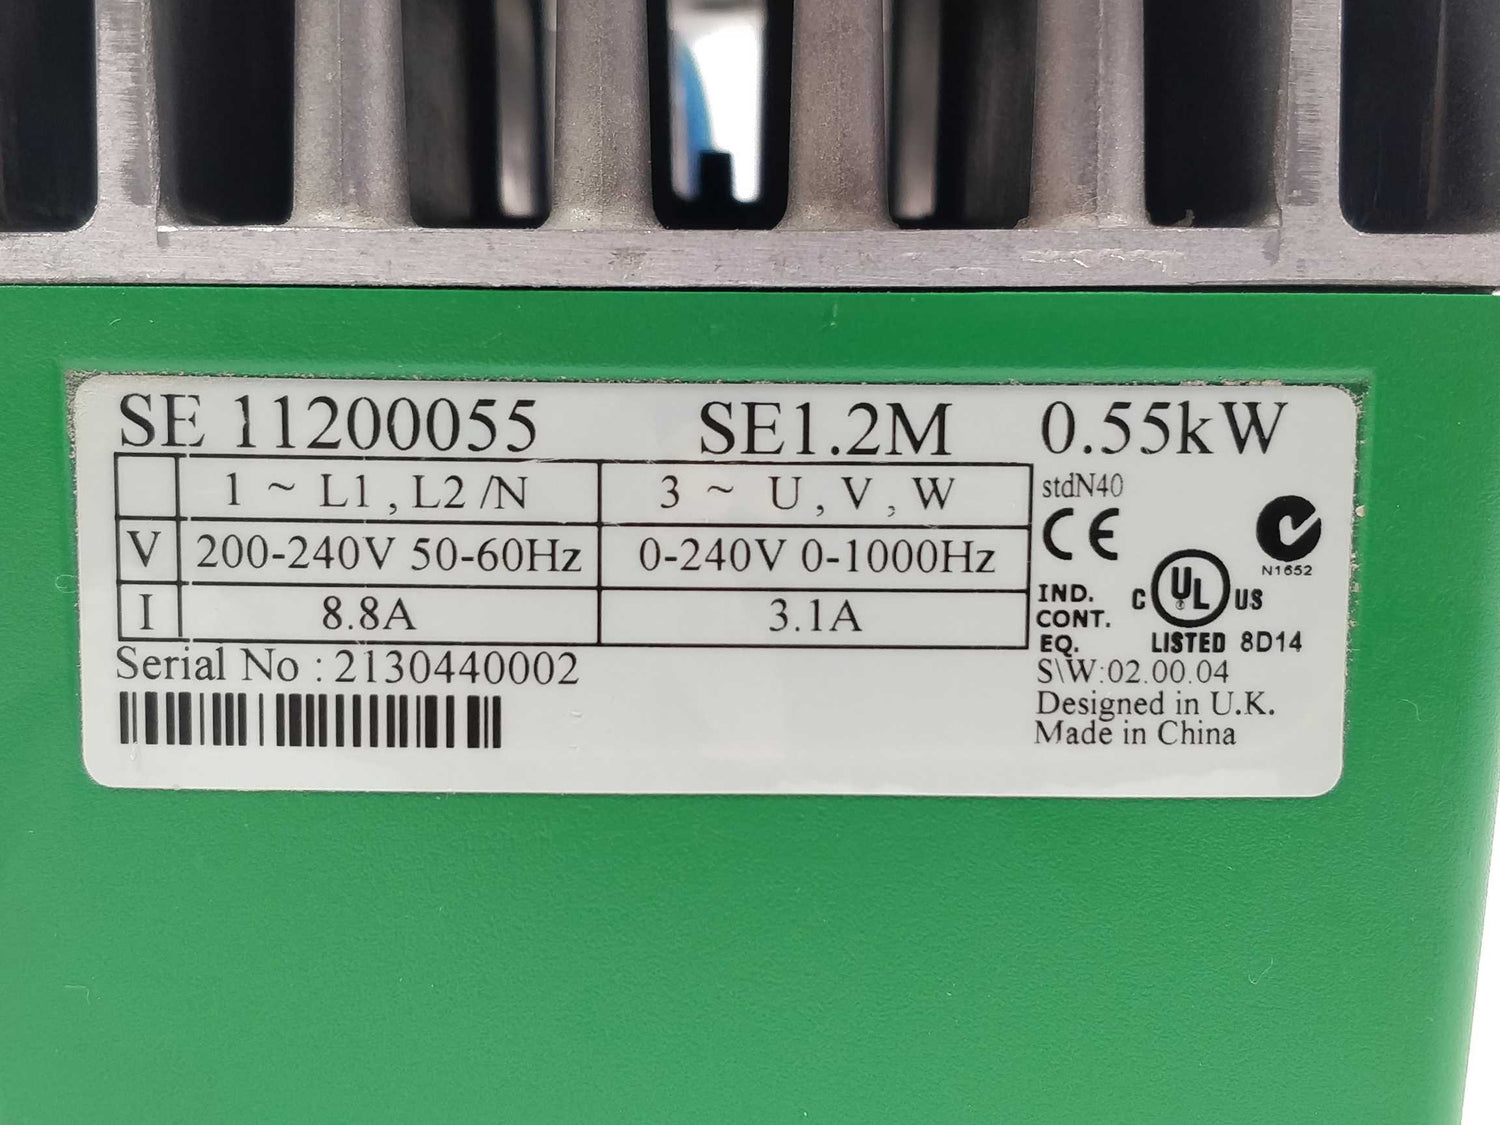 SE 11200055 SE1.2M 0.55kW
1 ~ L1 , L2 /N 3 ~ U , V , W
V 200-240V 50-60Hz 0-240V 0-1000Hz
I 8.8A 3.1A
Serial No : 2130440002
stdN40
CE
N1652
IND.
CONT.
EQ.
C UL US
LISTED 8D14
S\W:02.00.04
Designed in U.K.
Made in China